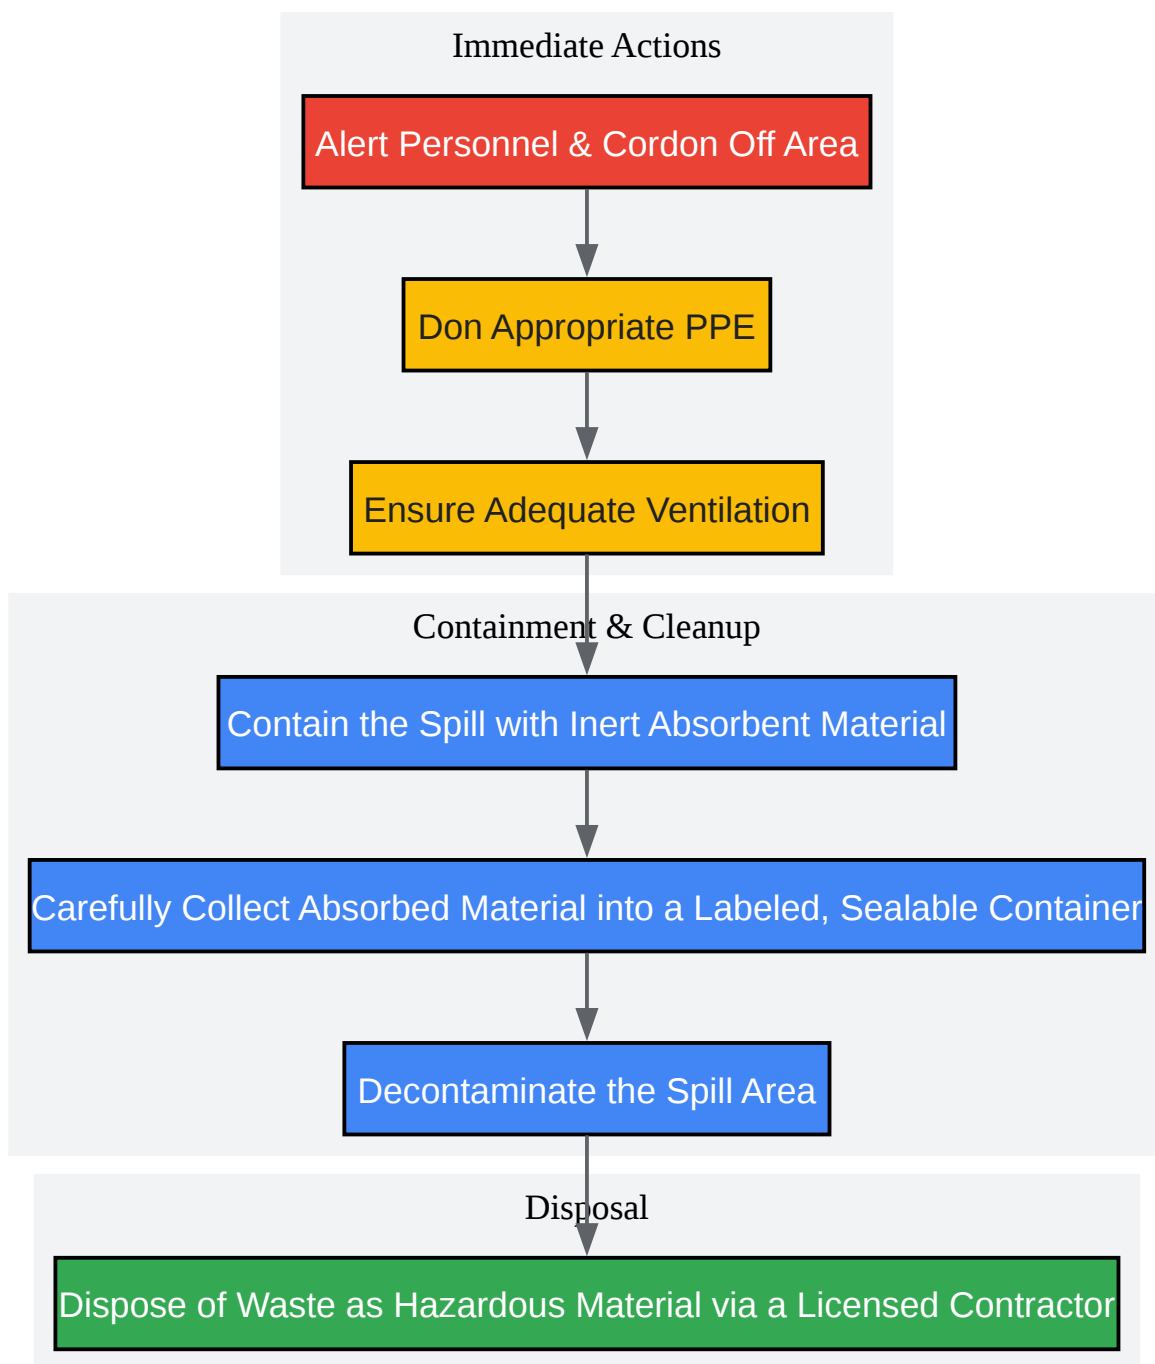 Immediate Actions
Alert Personnel & Cordon Off Area
Don Appropriate PPE
Ensure Adequate Ventilation
Containment & Cleanup
Contain the Spill with Inert Absorbent Material
Carefully Collect Absorbed Material into a Labeled, Sealable Container
Decontaminate the Spill Area
Disposal
Dispose of Waste as Hazardous Material via a Licensed Contractor